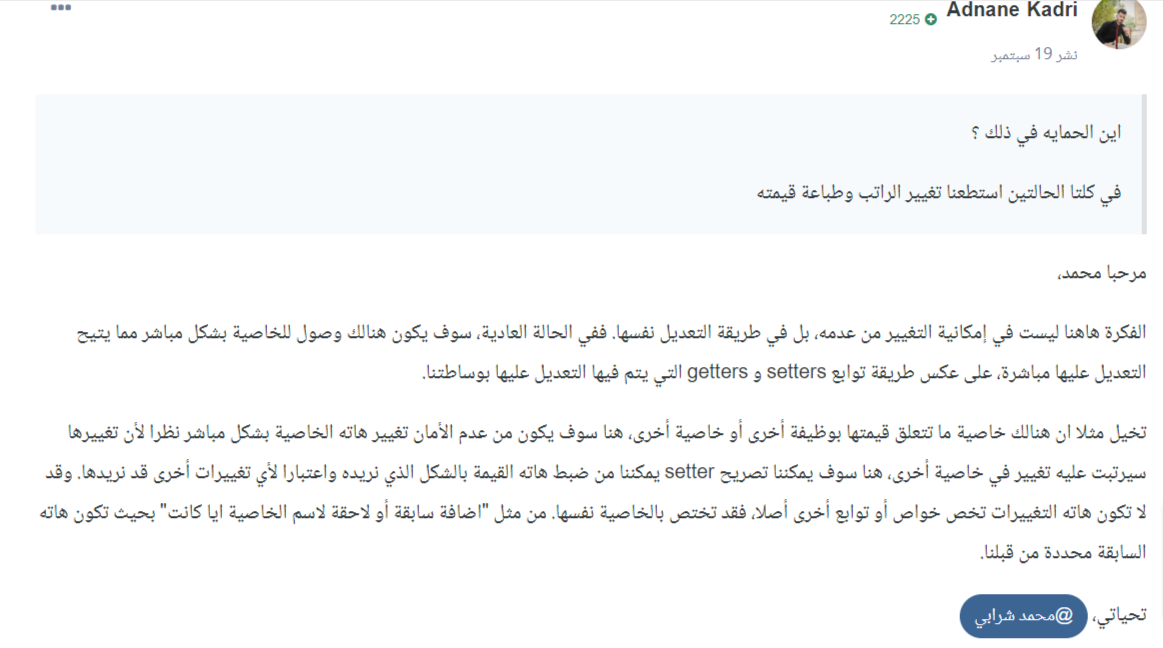 Adnane Kadri
2225
نشر 19 سبتمبر
اين الحمايه في ذلك ؟
في كلتا الحالتين استطعنا تغيير الراتب وطباعة قيمته
مرحبا محمد،
الفكرة هاهنا ليست في إمكانية التغيير من عدمه، بل في طريقة التعديل نفسها. ففي الحالة العادية، سوف يكون هنالك وصول للخاصية بشكل مباشر مما يتيح
التعديل عليها مباشرة، على عكس طريقة توابع setters و getters التي يتم فيها التعديل عليها بوساطتنا.
تخيل مثلا ان هنالك خاصية ما تتعلق قيمتها بوظيفة أخرى أو خاصية أخرى، هنا سوف يكون من عدم الأمان تغيير هاته الخاصية بشكل مباشر نظرا لأن تغييرها
سيرتبت عليه تغيير في خاصية أخرى، هنا سوف يمكننا تصريح setter يمكننا من ضبط هاته القيمة بالشكل الذي نريده واعتبارا لأي تغييرات أخرى قد نريدها. وقد
لا تكون هاته التغييرات تخص خواص أو توابع أخرى أصلا، فقد تختص بالخاصية نفسها. من مثل "اضافة سابقة أو لاحقة لاسم الخاصية ايا كانت" بحيث تكون هاته
السابقة محددة من قبلنا.
تحياتي، @محمد شرابي